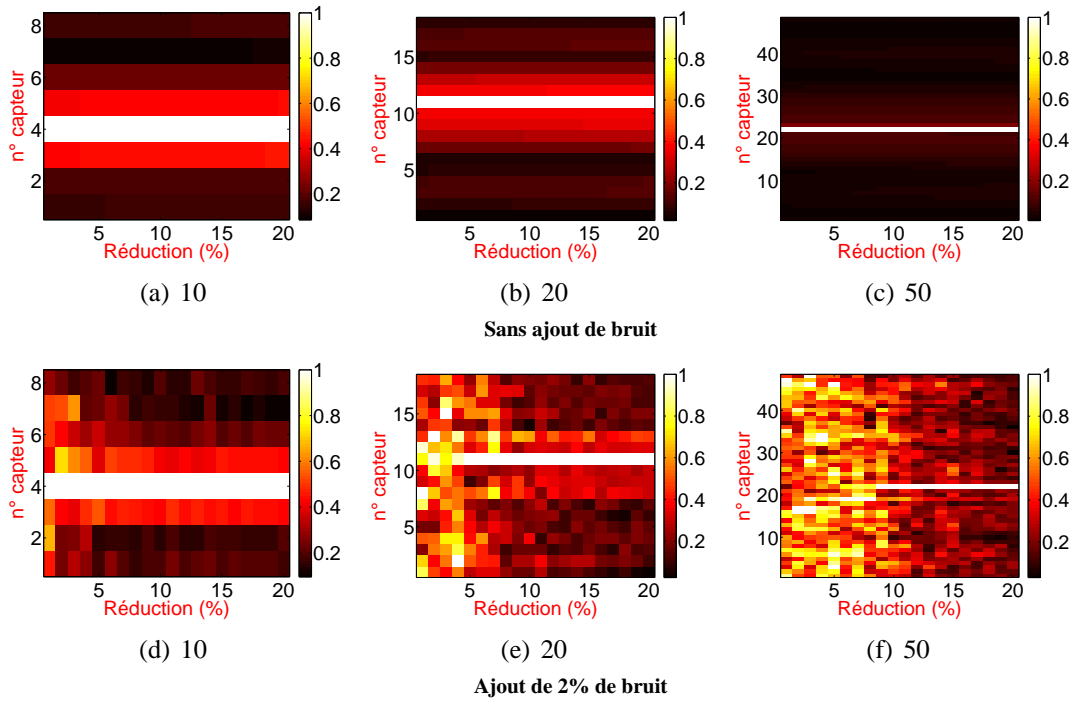 1
0.8
0.6
0.4
0.2
8
6
4
2
n° capteur
5 10 15 20
Réduction (%)
(a) 10
1
0.8
0.6
0.4
0.2
15
10
5
n° capteur
5 10 15 20
Réduction (%)
(b) 20
1
0.8
0.6
0.4
0.2
40
30
20
10
n° capteur
5 10 15 20
Réduction (%)
(c) 50
Sans ajout de bruit
1
0.8
0.6
0.4
0.2
8
6
4
2
n° capteur
5 10 15 20
Réduction (%)
(d) 10
1
0.8
0.6
0.4
0.2
15
10
5
n° capteur
5 10 15 20
Réduction (%)
(e) 20
1
0.8
0.6
0.4
0.2
40
30
20
10
n° capteur
5 10 15 20
Réduction (%)
(f) 50
Ajout de 2% de bruit